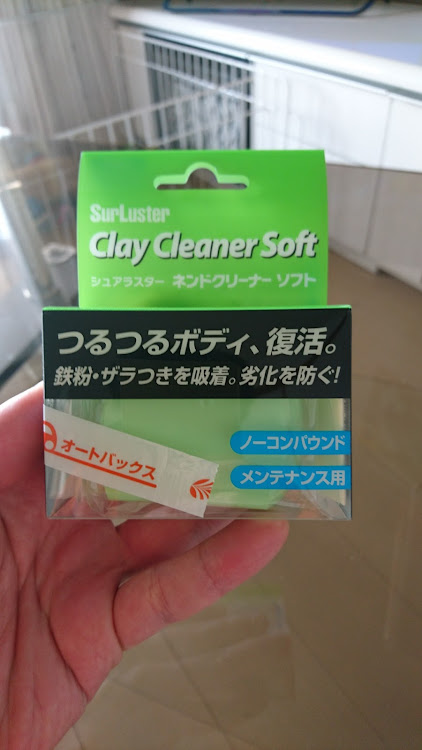 SurLuster
Clay Cleaner Soft
シュアラスター ネンドクリーナー ソフト
つるつるボディ、復活。
鉄粉・ザラつきを吸着。劣化を防ぐ!
オートバックス
ノーコンパウンド
メンテナンス用